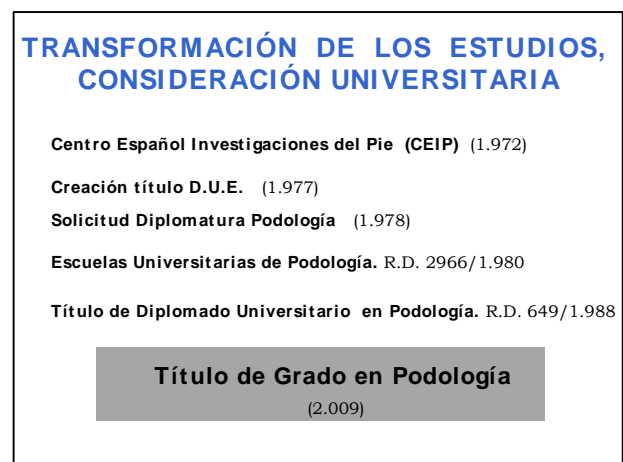 TRANSFORMACIÓN DE LOS ESTUDIOS,
CONSIDERACIÓN UNIVERSITARIA
Centro Español Investigaciones del Pie (CEIP) (1.972)
Creación título D.U.E. (1.977)
Solicitud Diplomatura Podología (1.978)
Escuelas Universitarias de Podología. R.D. 2966/1.980
Título de Diplomado Universitario en Podología. R.D. 649/1.988
Título de Grado en Podología
(2.009)